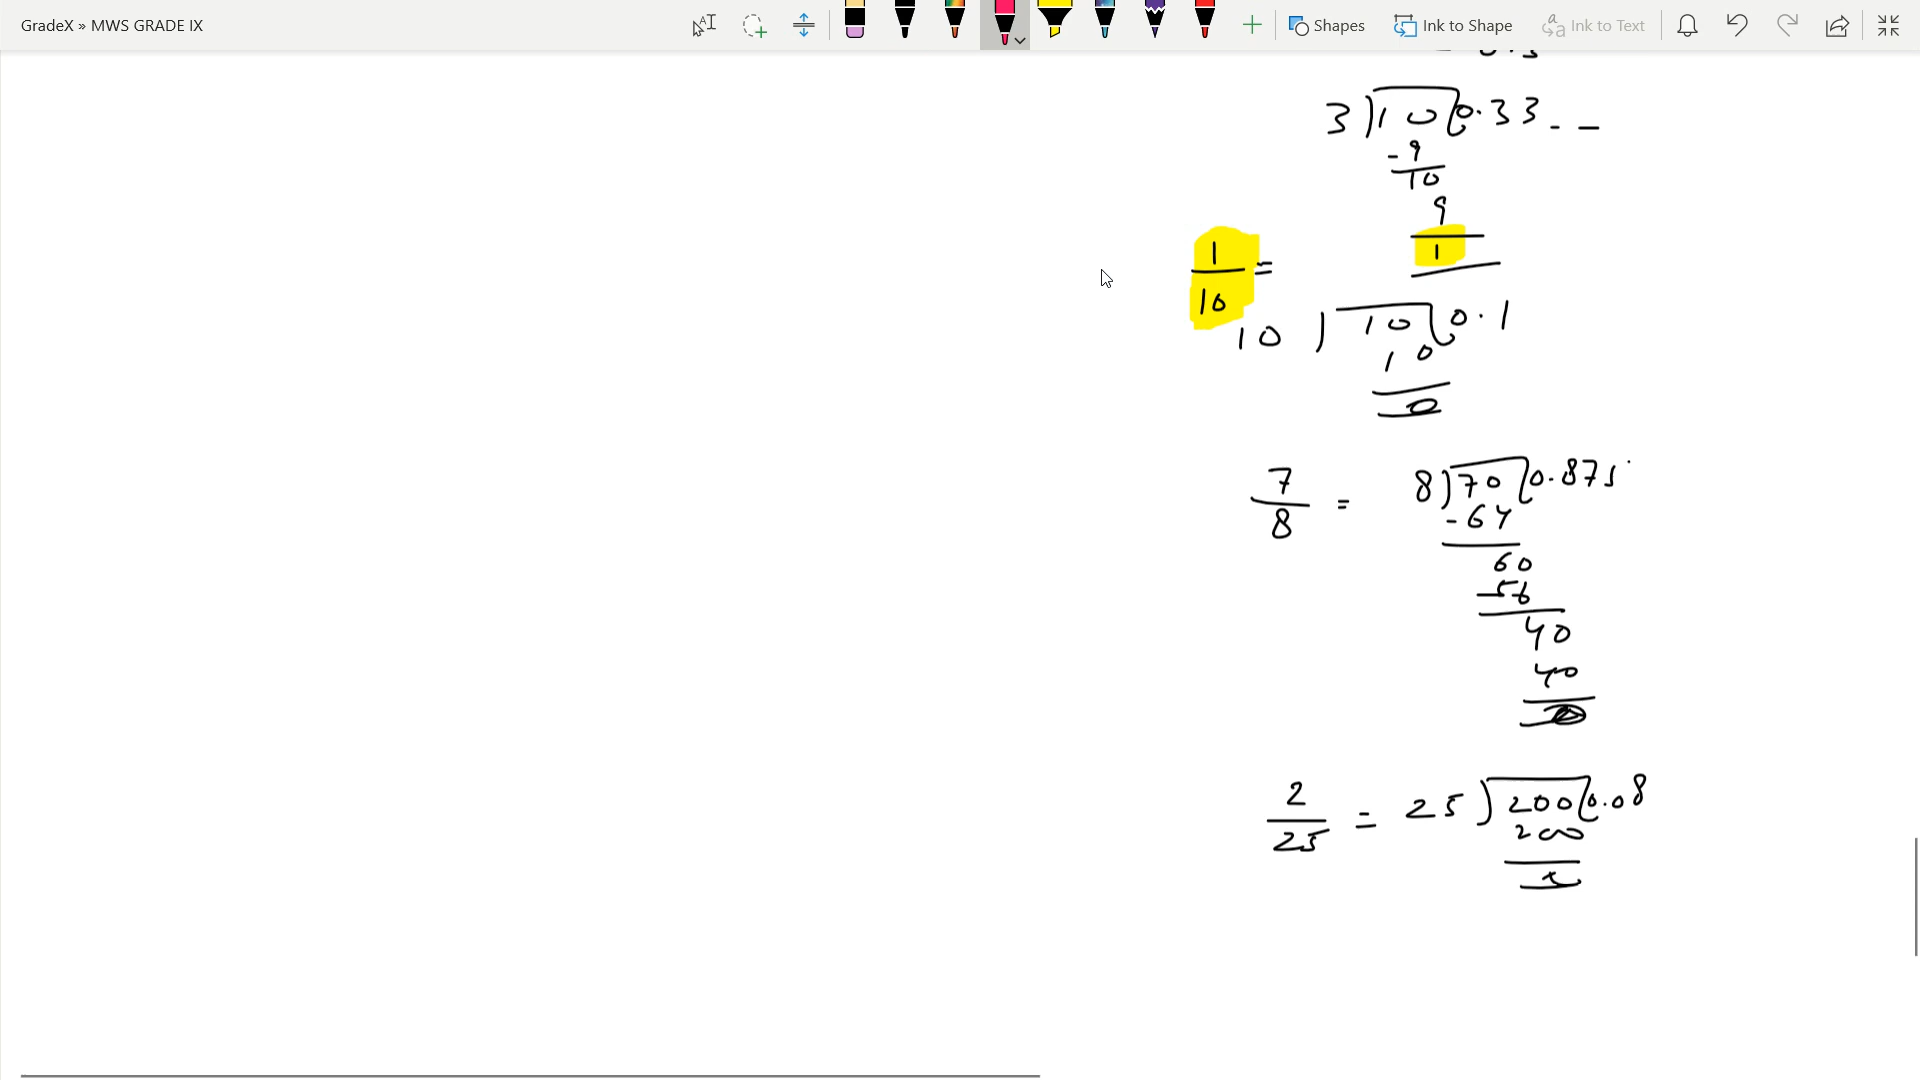 GradeX » MWS GRADE IX
Shapes
Ink to Shape
Ink to Text
3)10(0.33 - -
-9
10
9
1
1/10 =
10)10(0.1
10
0
7/8 = 8)70(0.875
-64
60
-56
40
40
0
2/25 = 25)200(0.08
200